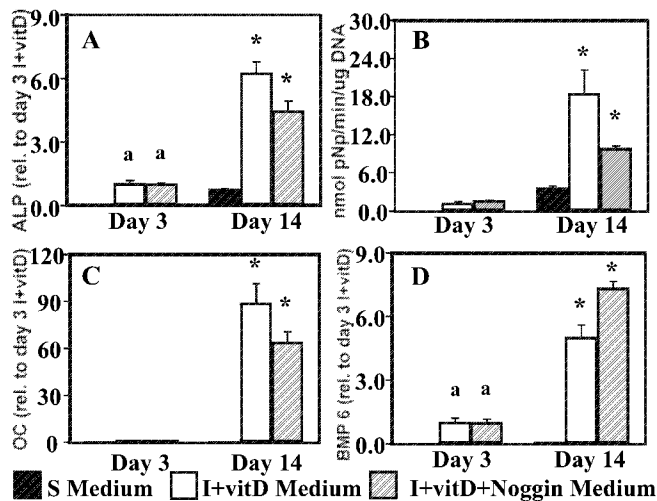 A
ALP (rel. to day 3 I+vitD)
9.0
6.0
3.0
0.0
a a * *
Day 3 Day 14
B
nmol pNp/min/ug DNA
30.0
24.0
18.0
12.0
6.0
0.0
* *
Day 3 Day 14
C
OC (rel. to day 3 I+vitD)
120
90
60
30
0
* *
Day 3 Day 14
D
BMP 6 (rel. to day 3 I+vitD)
9.0
6.0
3.0
0.0
a a * *
Day 3 Day 14
S Medium I+vitD Medium I+vitD+Noggin Medium